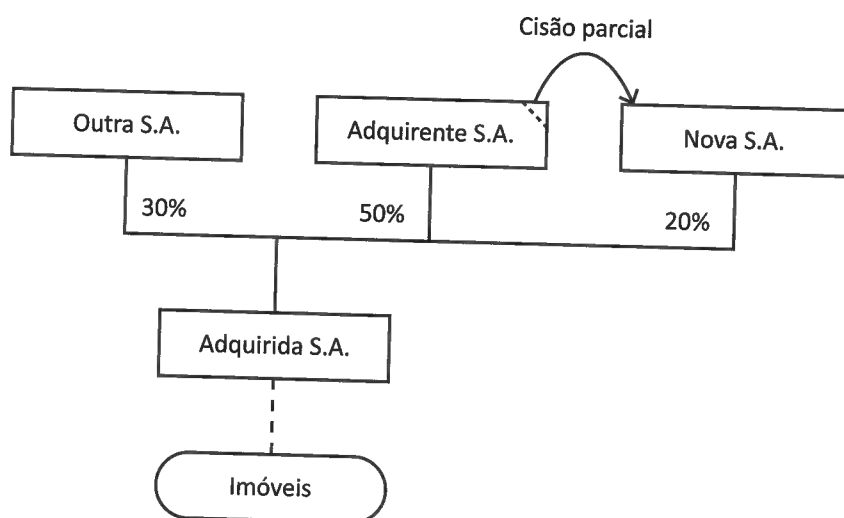 Cisão parcial
Outra S.A.
Adquirente S.A.
Nova S.A.
30%
50%
20%
Adquirida S.A.
Imóveis